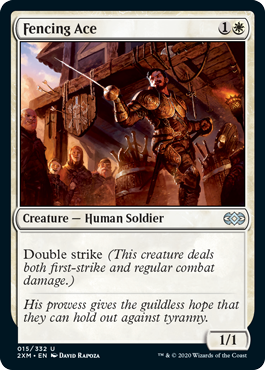 Fencing Ace 1
Creature — Human Soldier
Double strike (This creature deals
both first-strike and regular combat
damage.)
His prowess gives the guildless hope that
they can hold out against tyranny.
1/1
015/332 U
2XM • EN DAVID RAPOZA
™ & © 2020 Wizards of the Coast